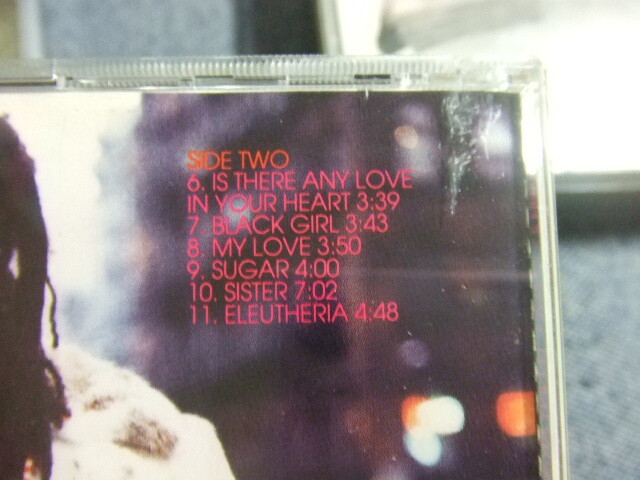 SIDE TWO
6. IS THERE ANY LOVE
IN YOUR HEART 3:39
7. BLACK GIRL 3:43
8. MY LOVE 3:50
9. SUGAR 4:00
10. SISTER 7:02
11. ELEUTHERIA 4:48